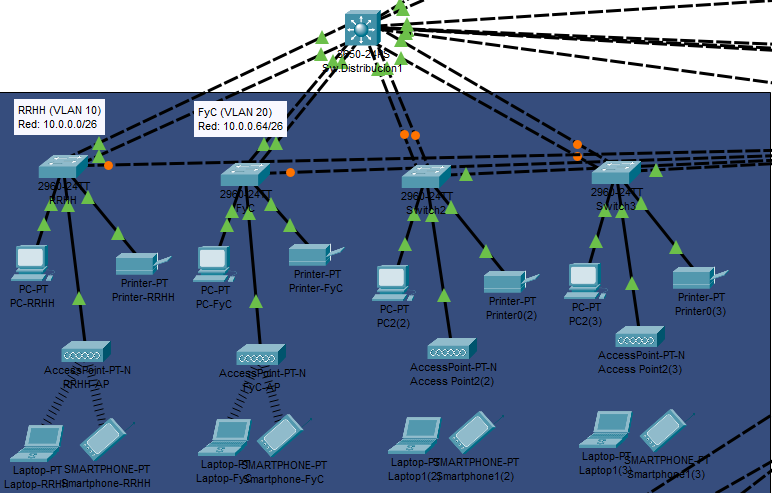 3650-24PS
Sw.Distribucion1
RRHH (VLAN 10)
Red: 10.0.0.0/26
FyC (VLAN 20)
Red: 10.0.0.64/26
2960-24TT
RRHH
2960-24TT
FyC
2960-24TT
Switch2
2960-24TT
Switch3
PC-PT
PC-RRHH
Printer-PT
Printer-RRHH
PC-PT
PC-FyC
Printer-PT
Printer-FyC
PC-PT
PC2(2)
Printer-PT
Printer0(2)
PC-PT
PC2(3)
Printer-PT
Printer0(3)
AccessPoint-PT-N
RRHH-AP
AccessPoint-PT-N
FyC-AP
AccessPoint-PT-N
Access Point2(2)
AccessPoint-PT-N
Access Point2(3)
Laptop-PT
Laptop-RRHH
SMARTPHONE-PT
Smartphone-RRHH
Laptop-PT
Laptop-FyC
SMARTPHONE-PT
Smartphone-FyC
Laptop-PT
Laptop1(2)
SMARTPHONE-PT
Smartphone1(2)
Laptop-PT
Laptop1(3)
SMARTPHONE-PT
Smartphone1(3)